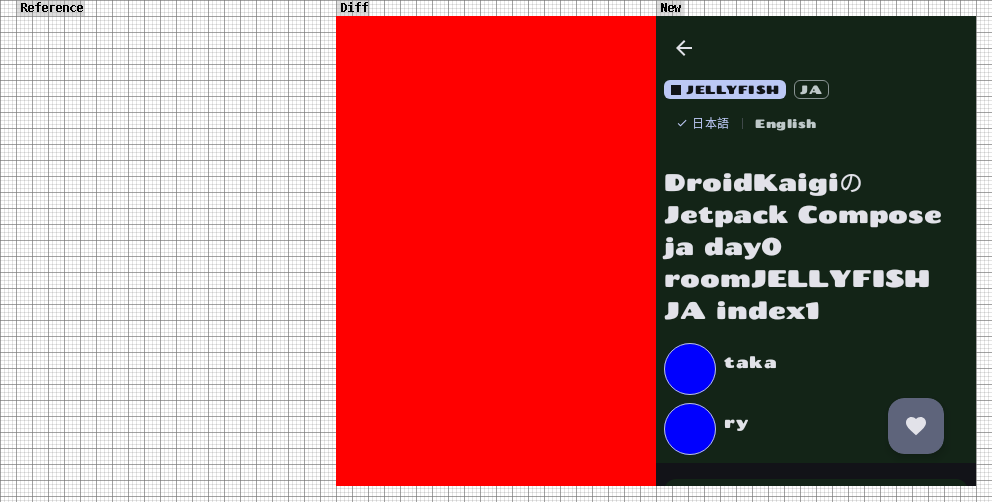 Reference
Diff
New
JELLYFISH JA
日本語 English
DroidKaigiの
Jetpack Compose
ja day0
roomJELLYFISH
JA index1
taka
ry